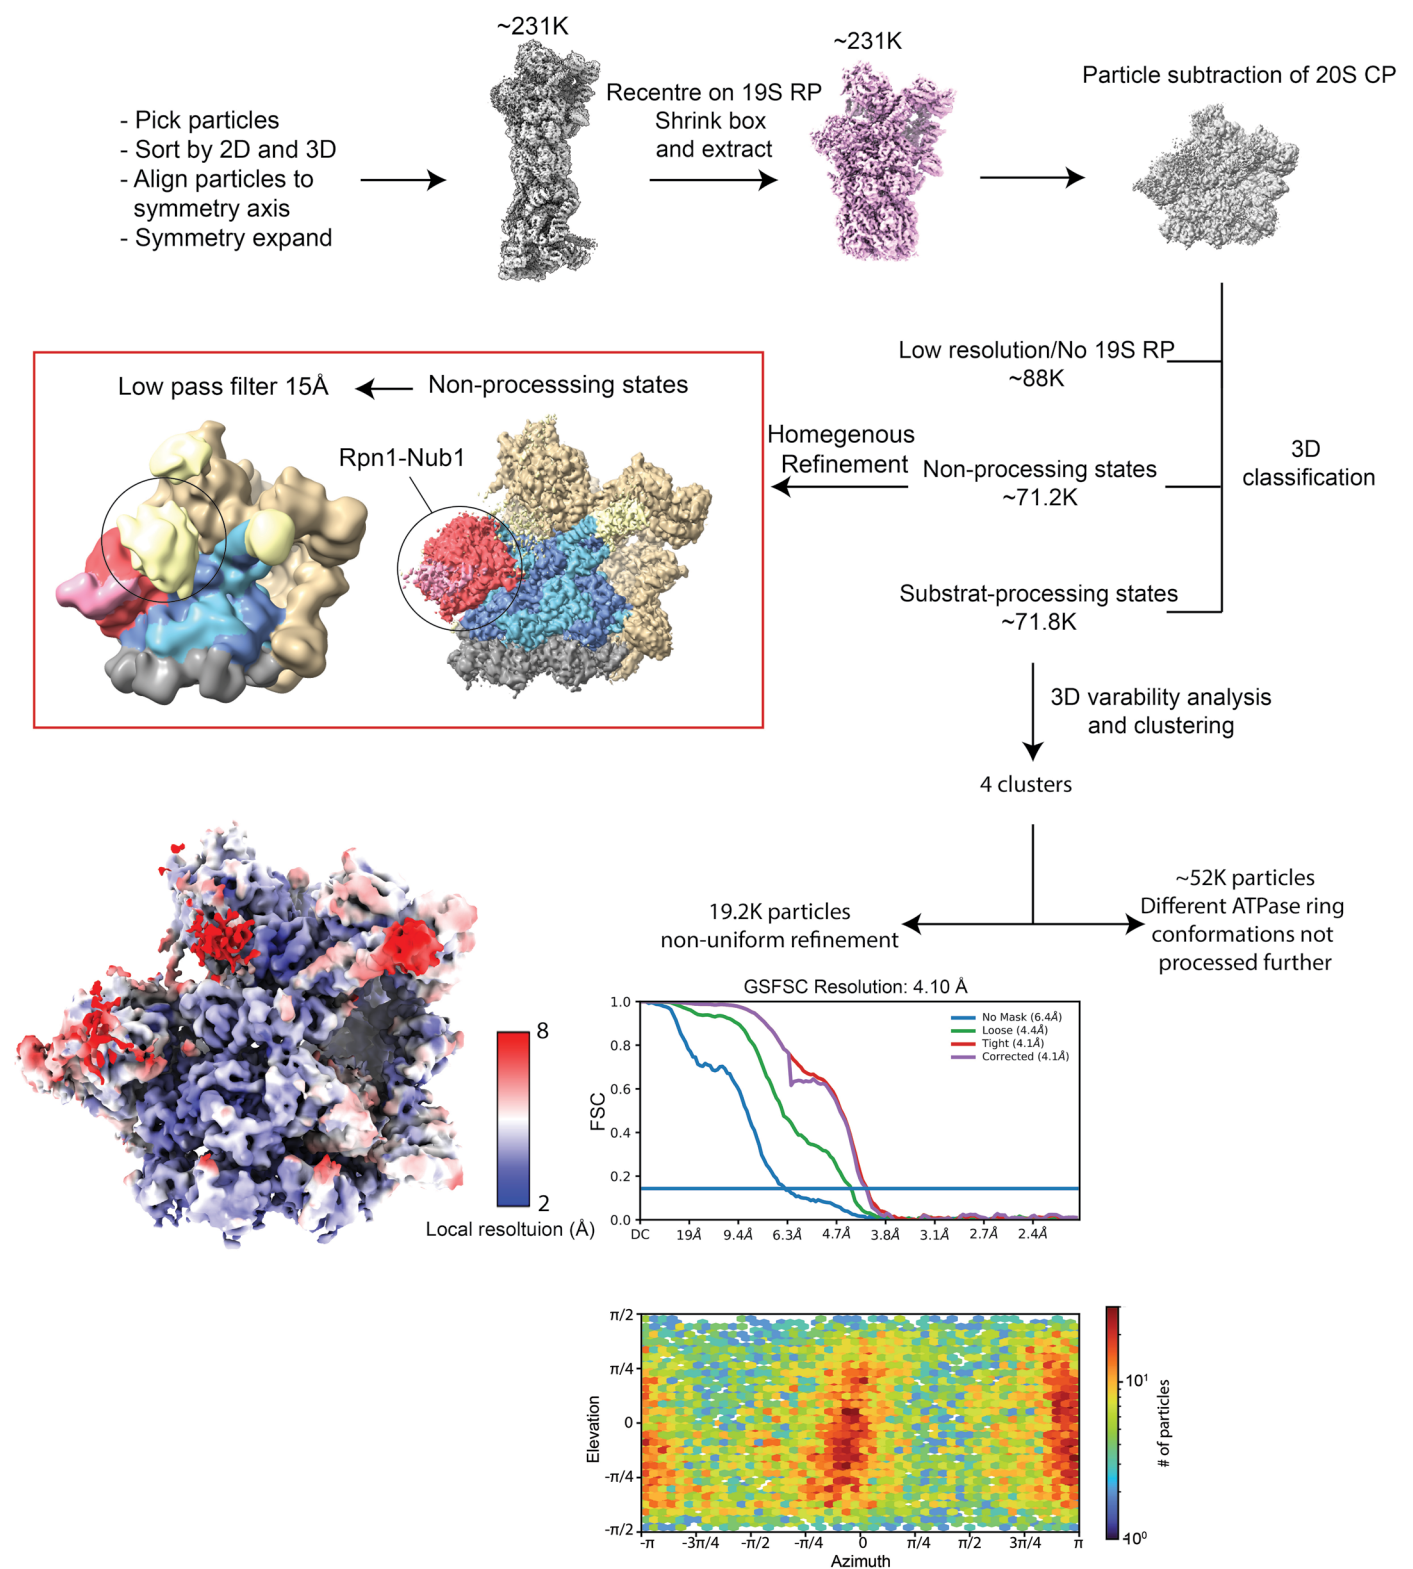 ~231K
- Pick particles
- Sort by 2D and 3D
- Align particles to
symmetry axis
- Symmetry expand
Recentre on 19S RP
Shrink box
and extract
~231K
Particle subtraction of 20S CP
Low resolution/No 19S RP
~88K
Non-processing states
~71.2K
Substrat-processing states
~71.8K
3D
classification
Homegenous
Refinement
Low pass filter 15Å
Non-processsing states
Rpn1-Nub1
3D varability analysis
and clustering
4 clusters
19.2K particles
non-uniform refinement
~52K particles
Different ATPase ring
conformations not
processed further
8
2
Local resoltuion (Å)
GSFSC Resolution: 4.10 Å
No Mask (6.4Å)
Loose (4.4Å)
Tight (4.1Å)
Corrected (4.1Å)
FSC
1.0
0.8
0.6
0.4
0.2
0.0
DC 19Å 9.4Å 6.3Å 4.7Å 3.8Å 3.1Å 2.7Å 2.4Å
Elevation
π/2
π/4
0
-π/4
-π/2
-π -3π/4 -π/2 -π/4 0 π/4 π/2 3π/4 π
Azimuth
10¹
10⁰
# of particles